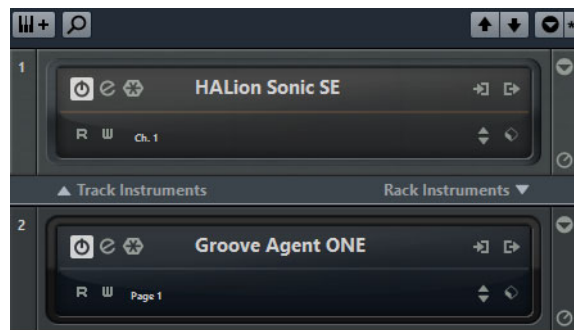 1
HALion Sonic SE
R W Ch. 1
Track Instruments Rack Instruments
2
Groove Agent ONE
R W Page 1